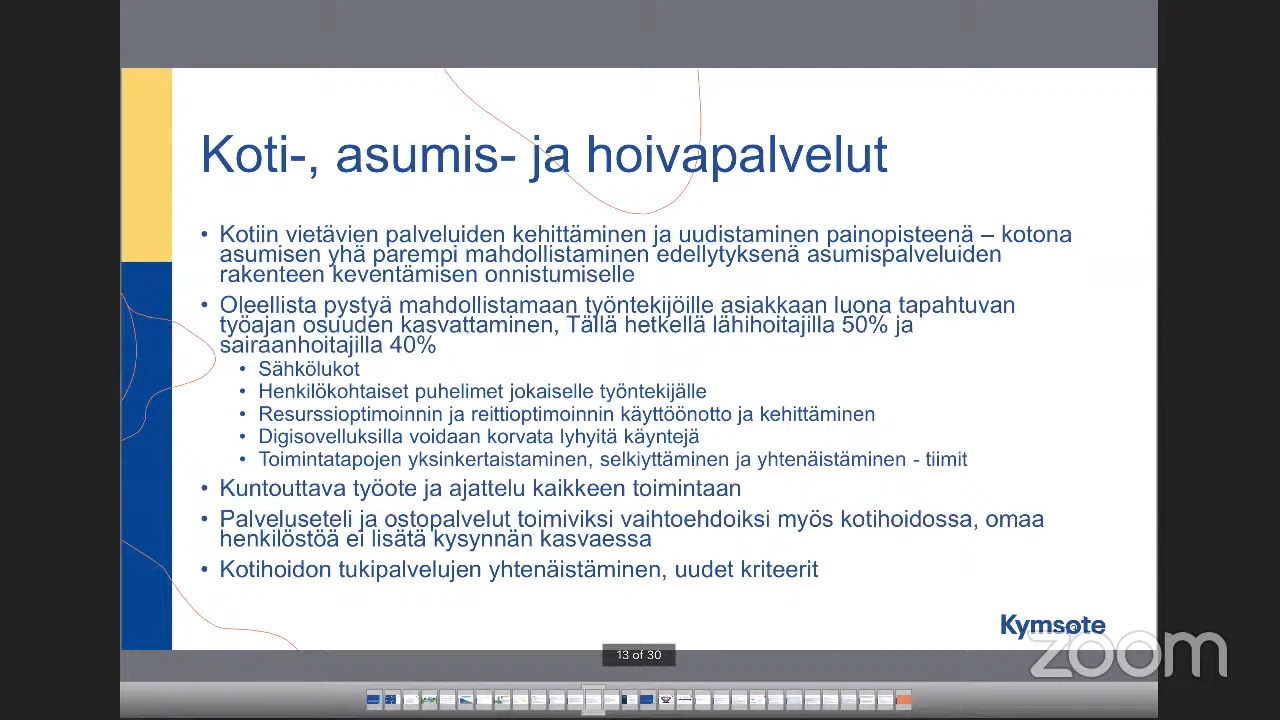 Koti-, asumis- ja hoivapalvelut
• Kotiin vietävien palveluiden kehittäminen ja uudistaminen painopisteenä – kotona
asumisen yhä parempi mahdollistaminen edellytyksenä asumispalveluiden
rakenteen keventämisen onnistumiselle
• Oleellista pystyä mahdollistamaan työntekijöille asiakkaan luona tapahtuvan
työajan osuuden kasvattaminen, Tällä hetkellä lähihoitajilla 50% ja
sairaanhoitajilla 40%
• Sähkölukot
• Henkilökohtaiset puhelimet jokaiselle työntekijälle
• Resurssioptimoinnin ja reittioptimoinnin käyttöönotto ja kehittäminen
• Digisovelluksilla voidaan korvata lyhyitä käyntejä
• Toimintatapojen yksinkertaistaminen, selkiyttäminen ja yhtenäistäminen - tiimit
• Kuntouttava työote ja ajattelu kaikkeen toimintaan
• Palveluseteli ja ostopalvelut toimiviksi vaihtoehdoiksi myös kotihoidossa, omaa
henkilöstöä ei lisätä kysynnän kasvaessa
• Kotihoidon tukipalvelujen yhtenäistäminen, uudet kriteerit
Kymsote
zoom
13 of 30